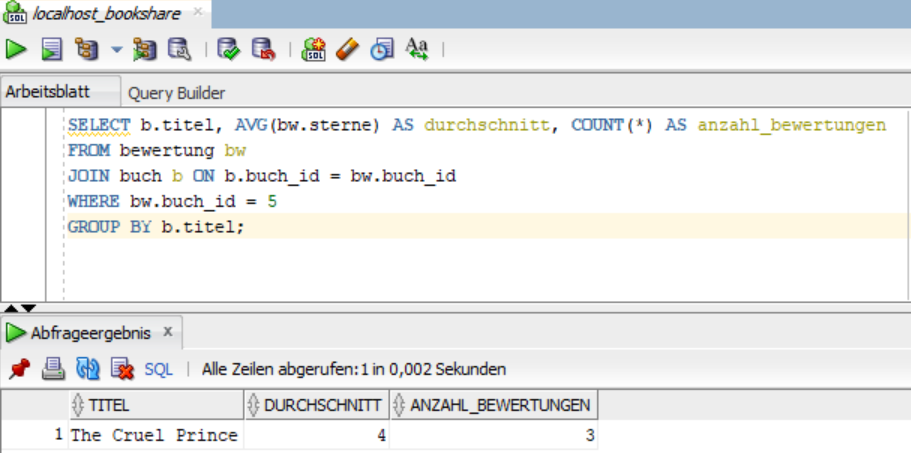 localhost_bookshare
Arbeitsblatt Query Builder
SELECT b.titel, AVG(bw.sterne) AS durchschnitt, COUNT(*) AS anzahl_bewertungen
FROM bewertung bw
JOIN buch b ON b.buch_id = bw.buch_id
WHERE bw.buch_id = 5
GROUP BY b.titel;
Abfrageergebnis x
SQL | Alle Zeilen abgerufen: 1 in 0,002 Sekunden
TITEL DURCHSCHNITT ANZAHL_BEWERTUNGEN
1 The Cruel Prince 4 3